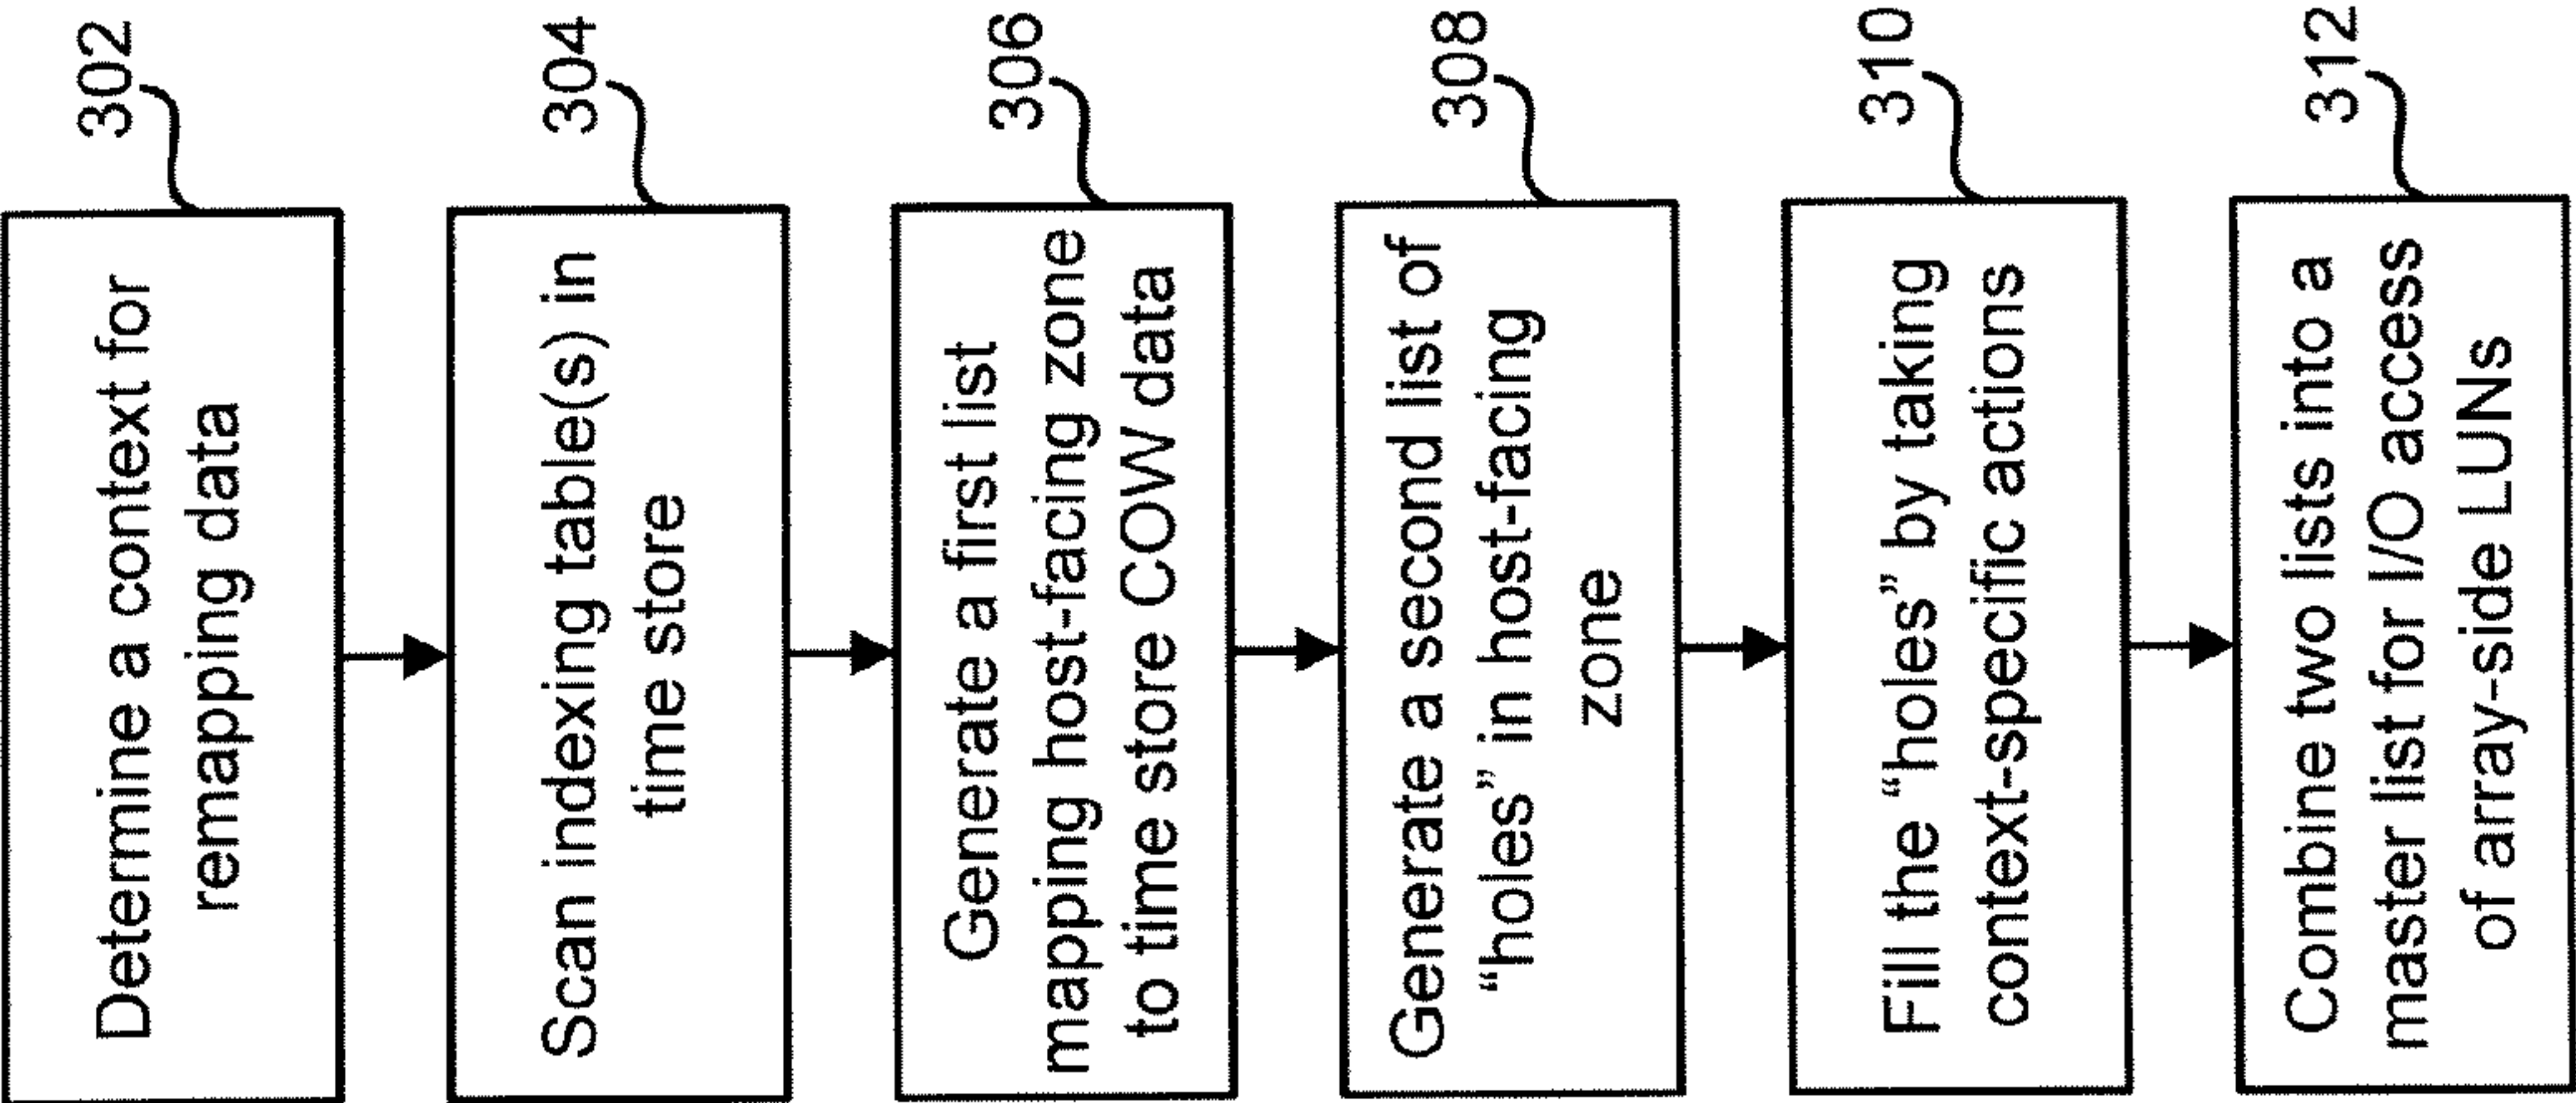 302
Determine a context for
remapping data
304
Scan indexing table(s) in
time store
306
Generate a first list
mapping host-facing zone
to time store COW data
308
Generate a second list of
“holes” in host-facing
zone
310
Fill the “holes” by taking
context-specific actions
312
Combine two lists into a
master list for I/O access
of array-side LUNs